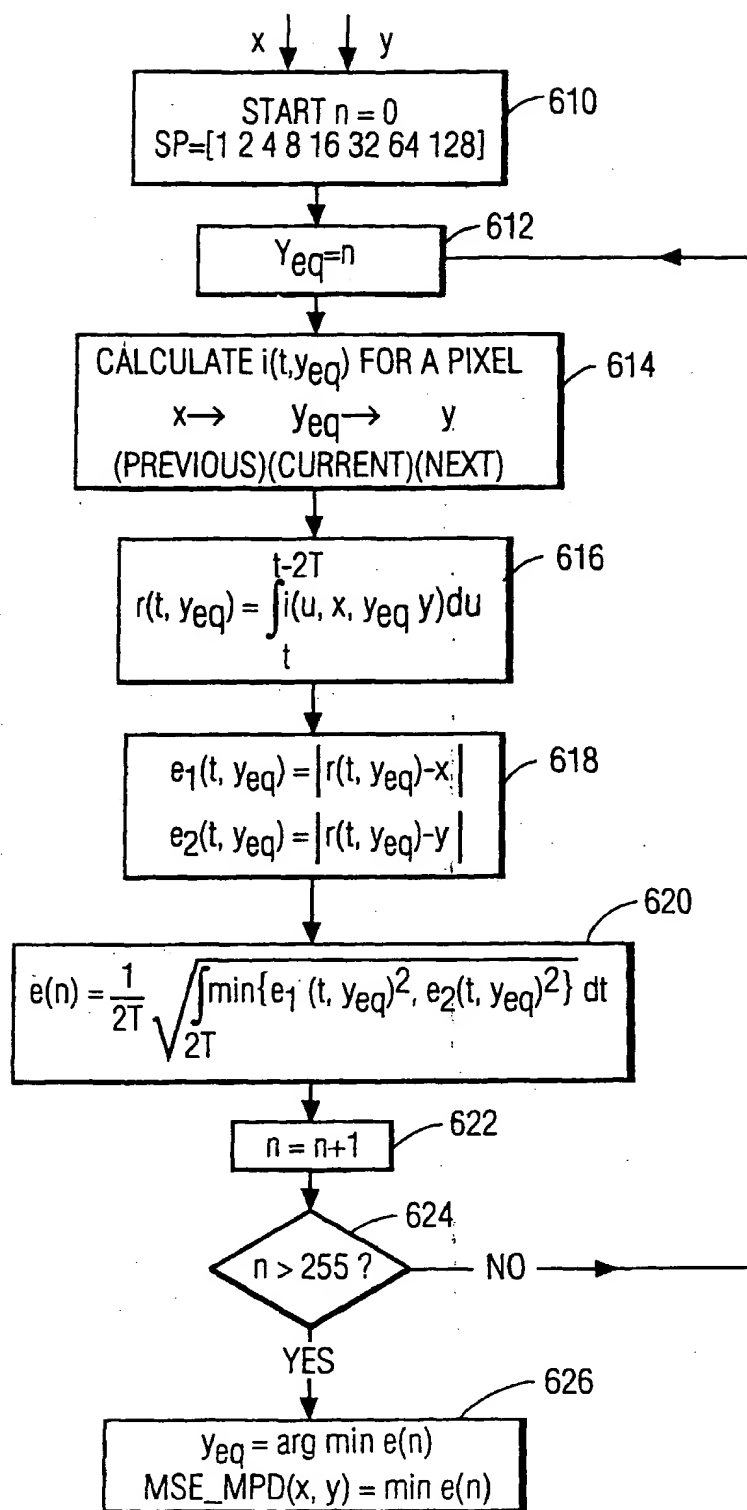 x y
START n = 0
SP=[1 2 4 8 16 32 64 128]
610
Yeq=n
612
CALCULATE i(t,yeq) FOR A PIXEL
x→ yeq→ y
(PREVIOUS)(CURRENT)(NEXT)
614
t-2T
r(t, yeq) = ∫i(u, x, yeq y)du
t
616
e1(t, yeq) = |r(t, yeq)-x|
e2(t, yeq) = |r(t, yeq)-y|
618
620
e(n) = 1/2T √∫min{e1 (t, yeq)², e2(t, yeq)²} dt
2T
n = n+1
622
624
n > 255 ?
NO
YES
626
yeq = arg min e(n)
MSE_MPD(x, y) = min e(n)